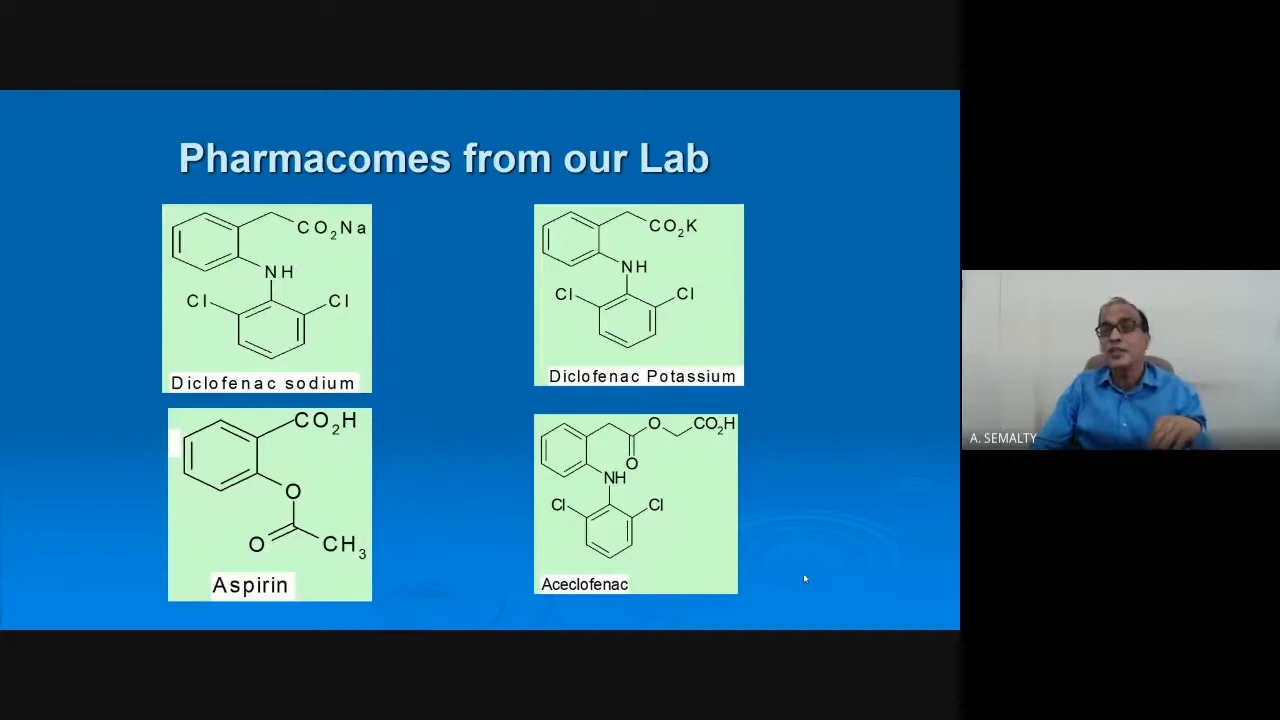 Pharmacomes from our Lab
CO2Na
NH
Cl Cl
Diclofenac sodium
CO2K
NH
Cl Cl
Diclofenac Potassium
CO2H
O
O CH3
Aspirin
O CO2H
O
NH
Cl Cl
Aceclofenac
A. SEMALTY